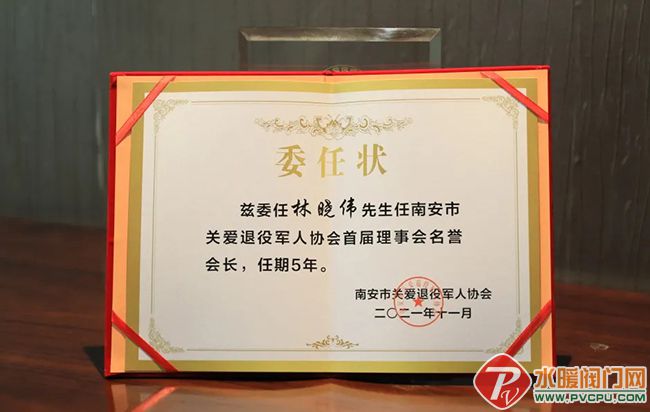 委任状
兹委任林晓伟先生任南安市
关爱退役军人协会首届理事会名誉
会长，任期5年。
南安市关爱退役军人协会
二〇二一年十一月
水暖阀门网
WWW.PVCPU.COM